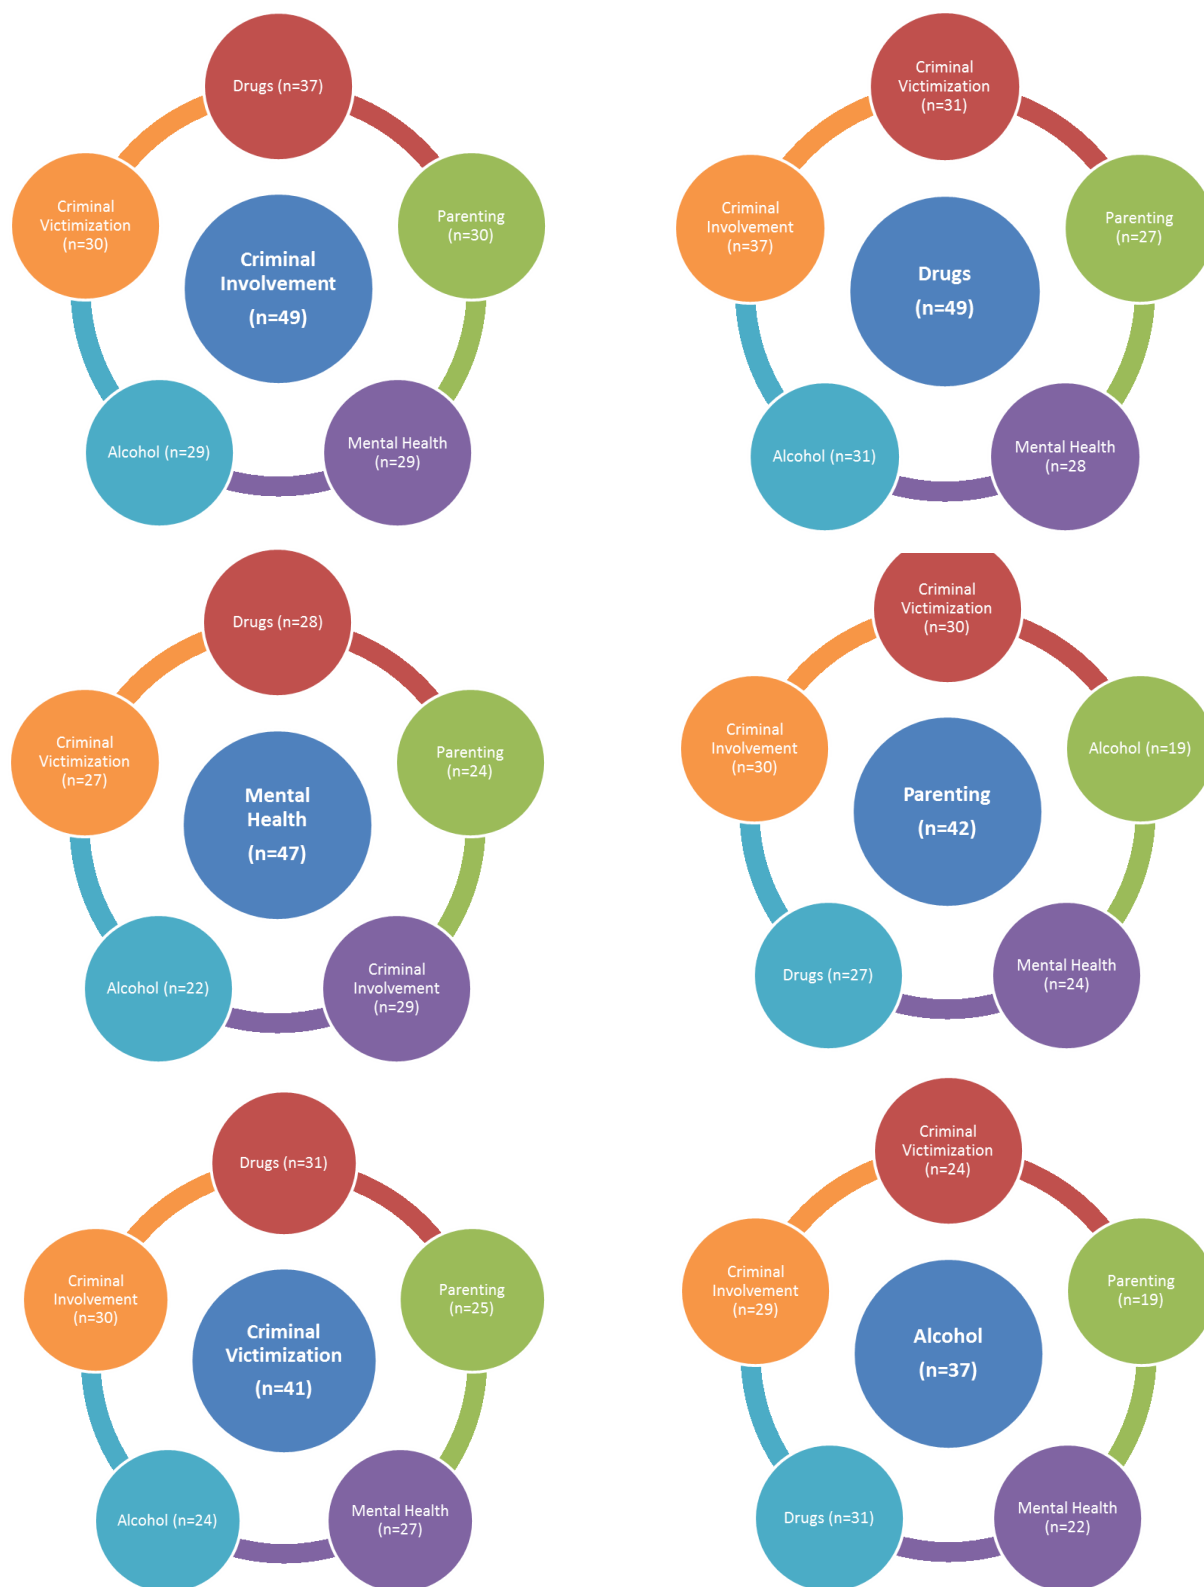 Drugs (n=37)
Criminal
Victimization
(n=30)
Parenting
(n=30)
Criminal
Involvement
(n=49)
Alcohol (n=29)
Mental Health
(n=29)
Criminal
Victimization
(n=31)
Criminal
Involvement
(n=37)
Parenting
(n=27)
Drugs
(n=49)
Alcohol (n=31)
Mental Health
(n=28
Drugs (n=28)
Criminal
Victimization
(n=27)
Parenting
(n=24)
Mental
Health
(n=47)
Alcohol (n=22)
Criminal
Involvement
(n=29)
Criminal
Victimization
(n=30)
Criminal
Involvement
(n=30)
Alcohol (n=19)
Parenting
(n=42)
Drugs (n=27)
Mental Health
(n=24)
Drugs (n=31)
Criminal
Involvement
(n=30)
Parenting
(n=25)
Criminal
Victimization
(n=41)
Alcohol (n=24)
Mental Health
(n=27)
Criminal
Victimization
(n=24)
Criminal
Involvement
(n=29)
Parenting
(n=19)
Alcohol
(n=37)
Drugs (n=31)
Mental Health
(n=22)